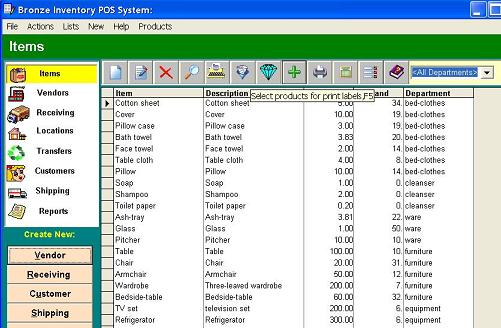 Bronze Inventory POS System:
File Actions Lists New Help Products
Items
Items
Vendors
Receiving
Locations
Transfers
Customers
Shipping
Reports
Create New:
Vendor
Receiving
Customer
Shipping
<All Departments>
Select products for print labels,F5
Item Description and Department
Cotton sheet Cotton sheet 5.00 34. bed-clothes
Cover Cover 10.00 19. bed-clothes
Pillow case Pillow case 3.00 19. bed-clothes
Bath towel Bath towel 3.83 20. bed-clothes
Face towel Face towel 2.00 14. bed-clothes
Table cloth Table cloth 4.00 8. bed-clothes
Pillow Pillow 10.00 14. bed-clothes
Soap Soap 1.00 0. cleanser
Shampoo Shampoo 2.00 0. cleanser
Toilet paper Toilet paper 0.20 0. cleanser
Ash-tray Ash-tray 3.81 22. ware
Glass Glass 1.00 50. ware
Pitcher Pitcher 10.00 10. ware
Table Table 100.00 10. furniture
Chair Chair 20.00 31. furniture
Armchair Armchair 50.00 12. furniture
Wardrobe Three-leaved wardrobe 200.00 7. furniture
Bedside-table Bedside-table 60.00 32. furniture
TV set television set 200.00 6. equipment
Refrigerator Refrigerator 300.00 6. equipment